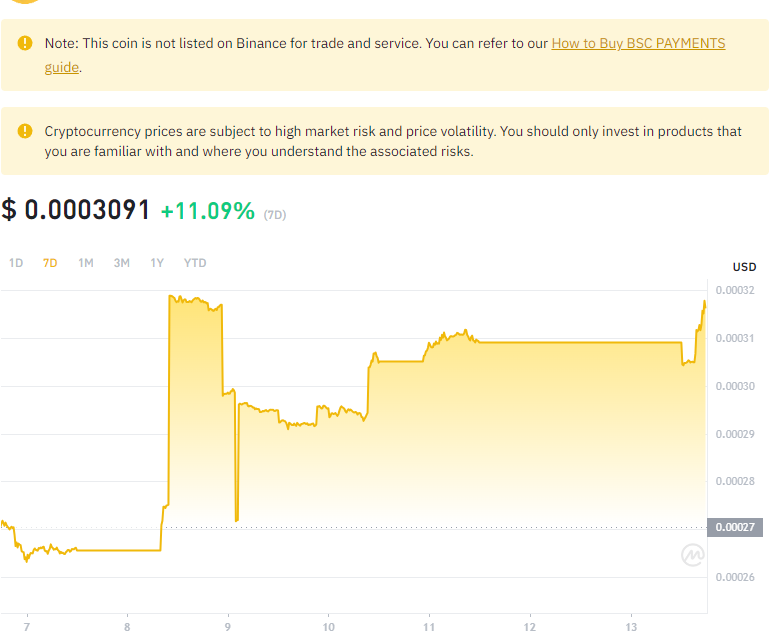 Note: This coin is not listed on Binance for trade and service. You can refer to our How to Buy BSC PAYMENTS
guide.
Cryptocurrency prices are subject to high market risk and price volatility. You should only invest in products that
you are familiar with and where you understand the associated risks.
$ 0.0003091 +11.09% (7D)
1D 7D 1M 3M 1Y YTD
USD
0.00032
0.00031
0.00030
0.00029
0.00028
0.00027
0.00026
7 8 9 10 11 12 13